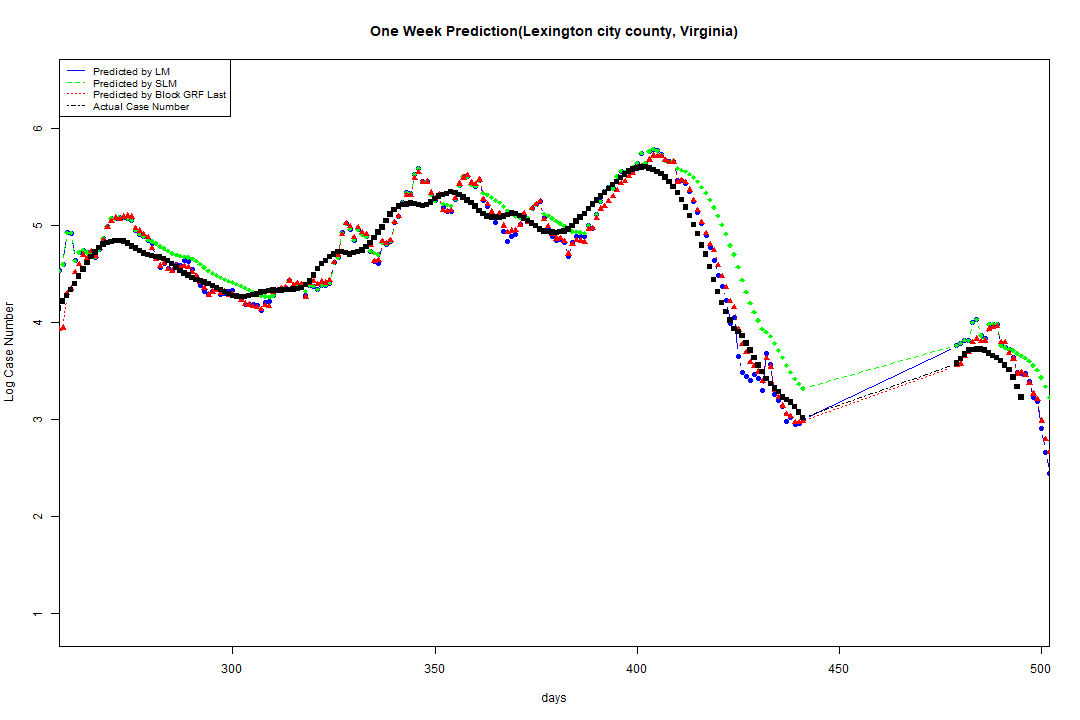 One Week Prediction(Lexington city county, Virginia)
Predicted by LM
Predicted by SLM
Predicted by Block GRF Last
Actual Case Number
6
5
4
3
2
1
Log Case Number
300 350 400 450 500
days